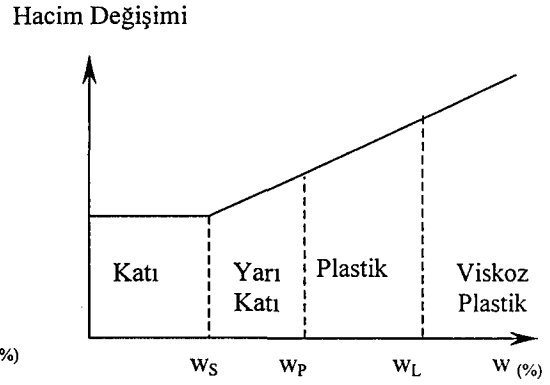 Hacim Değişimi
Katı
Yarı
Katı
Plastik
Viskoz
Plastik
%)
wS
wP
wL
w (%)